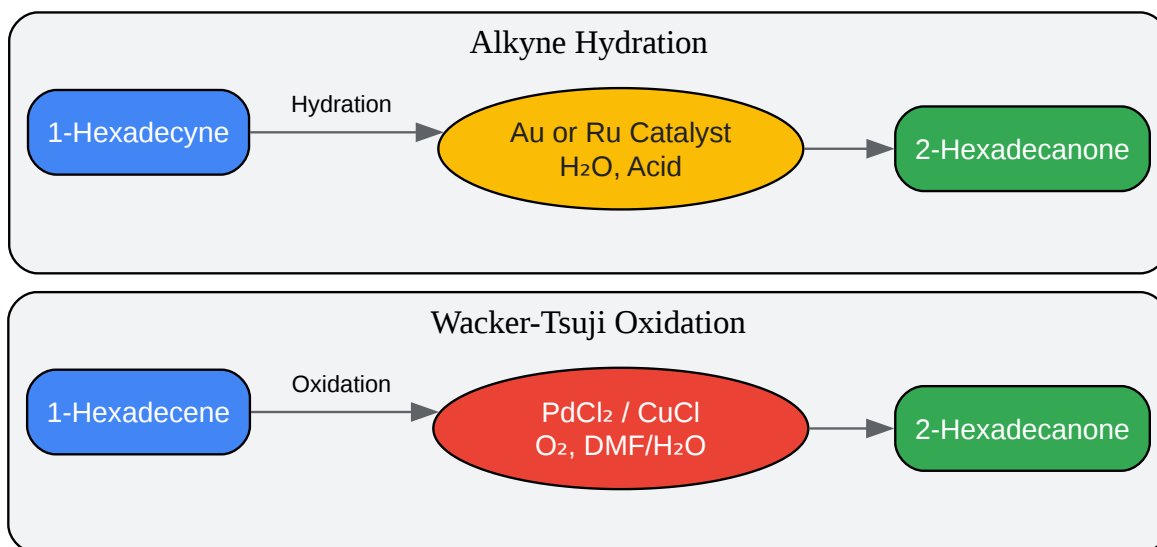 Alkyne Hydration
1-Hexadecyne
Hydration
Au or Ru Catalyst
H₂O, Acid
2-Hexadecanone
Wacker-Tsuji Oxidation
1-Hexadecene
Oxidation
PdCl₂ / CuCl
O₂, DMF/H₂O
2-Hexadecanone